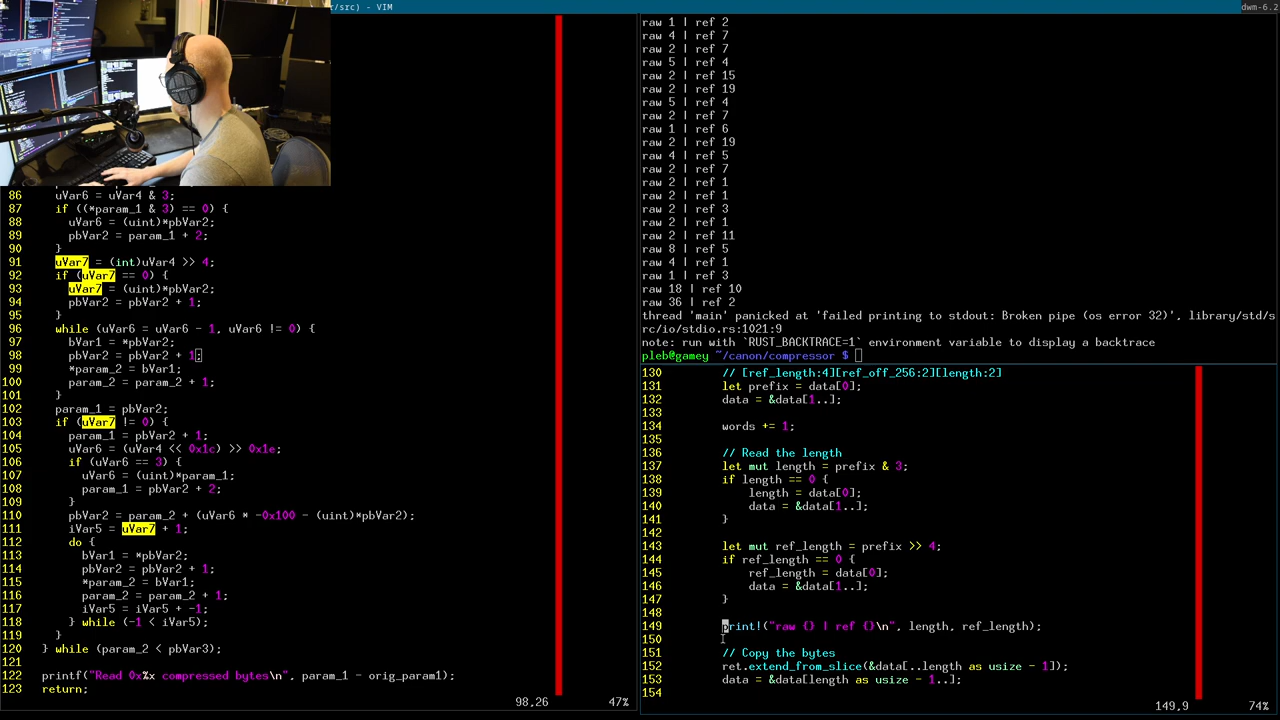 r/src) - VIM
dwm-6.2
86 uVar6 = uVar4 & 3;
87 if ((*param_1 & 3) == 0) {
88 uVar6 = (uint)*pbVar2;
89 pbVar2 = param_1 + 2;
90 }
91 uVar7 = (int)uVar4 >> 4;
92 if (uVar7 == 0) {
93 uVar7 = (uint)*pbVar2;
94 pbVar2 = pbVar2 + 1;
95 }
96 while (uVar6 = uVar6 - 1, uVar6 != 0) {
97 bVar1 = *pbVar2;
98 pbVar2 = pbVar2 + 1;
99 *param_2 = bVar1;
100 param_2 = param_2 + 1;
101 }
102 param_1 = pbVar2;
103 if (uVar7 != 0) {
104 param_1 = pbVar2 + 1;
105 uVar6 = (uVar4 << 0x1c) >> 0x1e;
106 if (uVar6 == 3) {
107 uVar6 = (uint)*param_1;
108 param_1 = pbVar2 + 2;
109 }
110 pbVar2 = param_2 + (uVar6 * -0x100 - (uint)*pbVar2);
111 iVar5 = uVar7 + 1;
112 do {
113 bVar1 = *pbVar2;
114 pbVar2 = pbVar2 + 1;
115 *param_2 = bVar1;
116 param_2 = param_2 + 1;
117 iVar5 = iVar5 + -1;
118 } while (-1 < iVar5);
119 }
120 } while (param_2 < pbVar3);
121
122 printf("Read 0x%x compressed bytes\n", param_1 - orig_param1);
123 return;
98,26 47%
raw 1 | ref 2
raw 4 | ref 7
raw 2 | ref 7
raw 5 | ref 4
raw 2 | ref 15
raw 2 | ref 19
raw 5 | ref 4
raw 2 | ref 7
raw 1 | ref 6
raw 2 | ref 19
raw 4 | ref 5
raw 2 | ref 7
raw 2 | ref 1
raw 2 | ref 1
raw 2 | ref 3
raw 2 | ref 1
raw 2 | ref 11
raw 8 | ref 5
raw 4 | ref 1
raw 1 | ref 3
raw 18 | ref 10
raw 36 | ref 2
thread 'main' panicked at 'failed printing to stdout: Broken pipe (os error 32)', library/std/s
rc/io/stdio.rs:1021:9
note: run with `RUST_BACKTRACE=1` environment variable to display a backtrace
pleb@gamey ~/canon/compressor $
130 // [ref_length:4][ref_off_256:2][length:2]
131 let prefix = data[0];
132 data = &data[1..];
133
134 words += 1;
135
136 // Read the length
137 let mut length = prefix & 3;
138 if length == 0 {
139 length = data[0];
140 data = &data[1..];
141 }
142
143 let mut ref_length = prefix >> 4;
144 if ref_length == 0 {
145 ref_length = data[0];
146 data = &data[1..];
147 }
148
149 print!("raw {} | ref {}\n", length, ref_length);
150
151 // Copy the bytes
152 ret.extend_from_slice(&data[..length as usize - 1]);
153 data = &data[length as usize - 1..];
154
149,9 74%